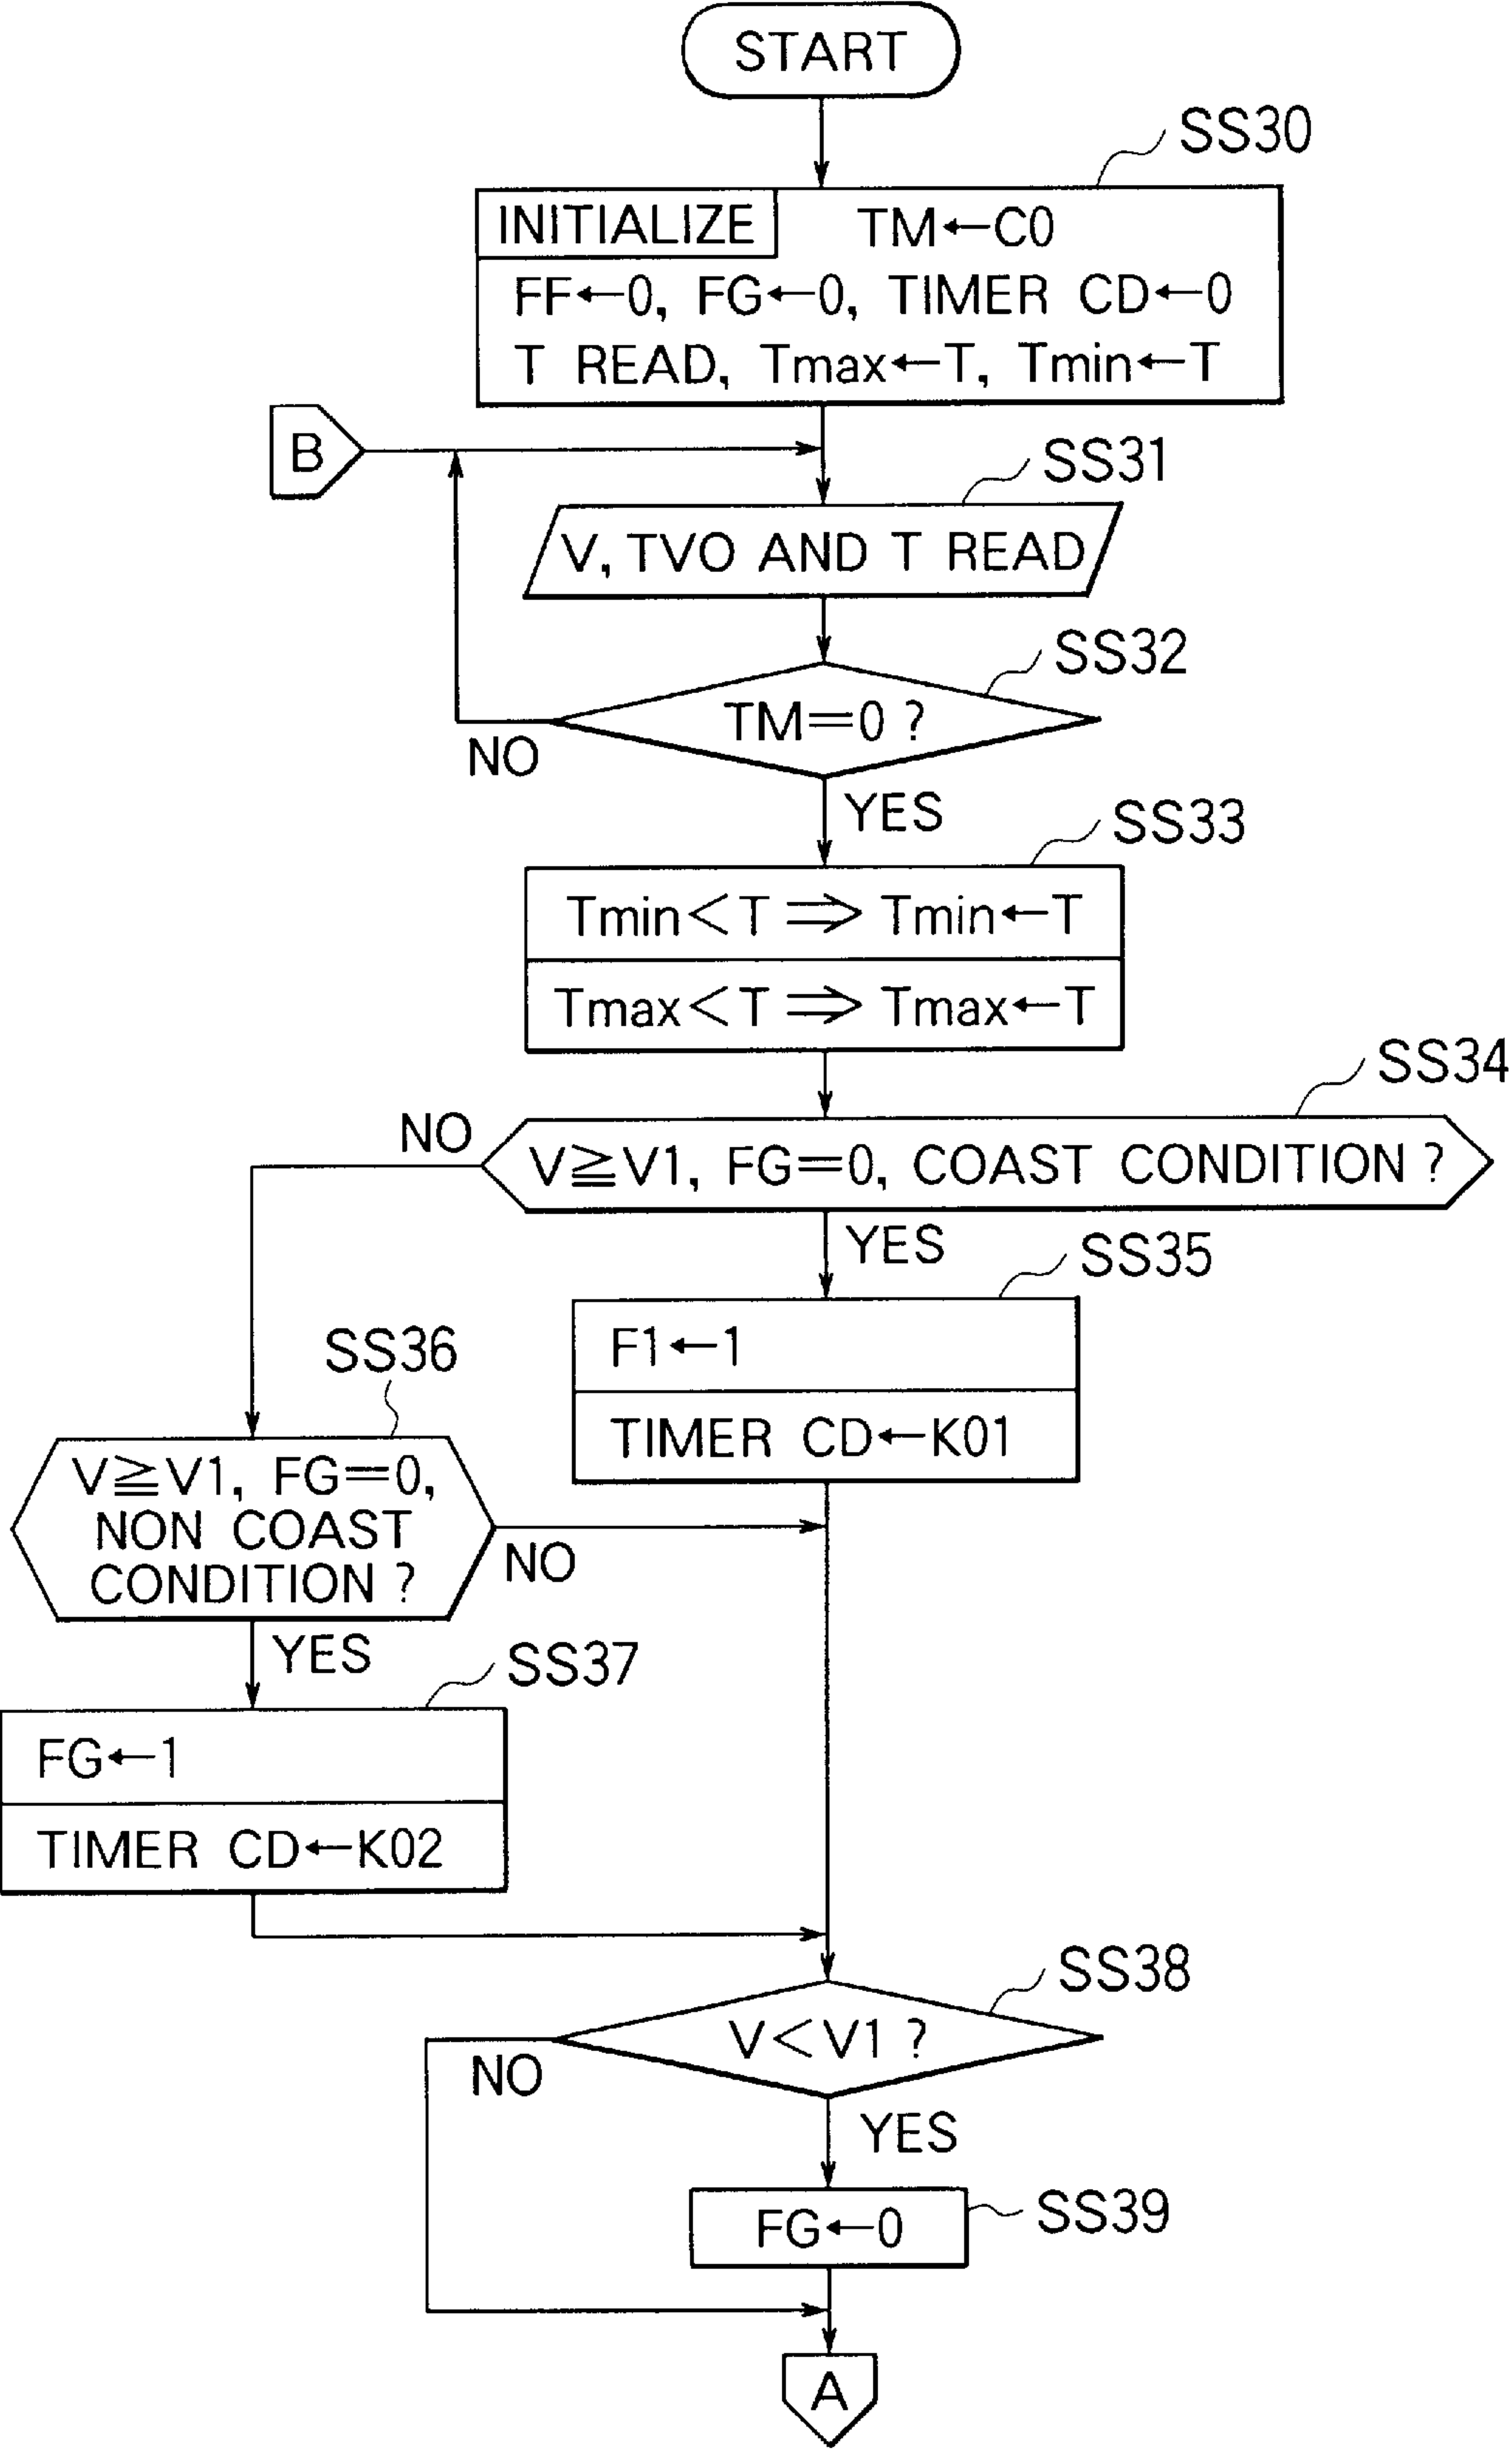 START
SS30
INITIALIZE TM←C0
FF←0, FG←0, TIMER CD←0
T READ, Tmax←T, Tmin←T
B
SS31
V, TVO AND T READ
SS32
TM=0 ?
NO
YES
SS33
Tmin<T ⇒ Tmin←T
Tmax<T ⇒ Tmax←T
SS34
NO
V≧V1, FG=0, COAST CONDITION ?
YES
SS35
F1←1
TIMER CD←K01
SS36
V≧V1, FG=0,
NON COAST
CONDITION ?
NO
YES
SS37
FG←1
TIMER CD←K02
SS38
V<V1 ?
NO
YES
SS39
FG←0
A